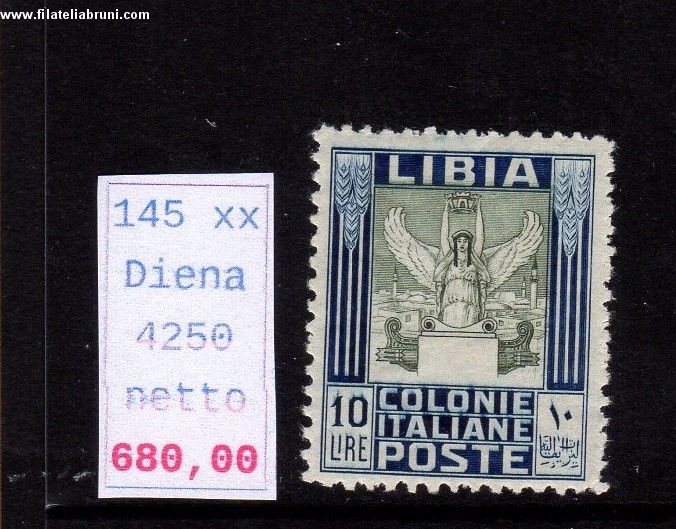 www.filateliabruni.com
145 xx
Diena
4250
netto
680,00
LIBIA
10
LIRE
COLONIE
ITALIANE
POSTE
١٠